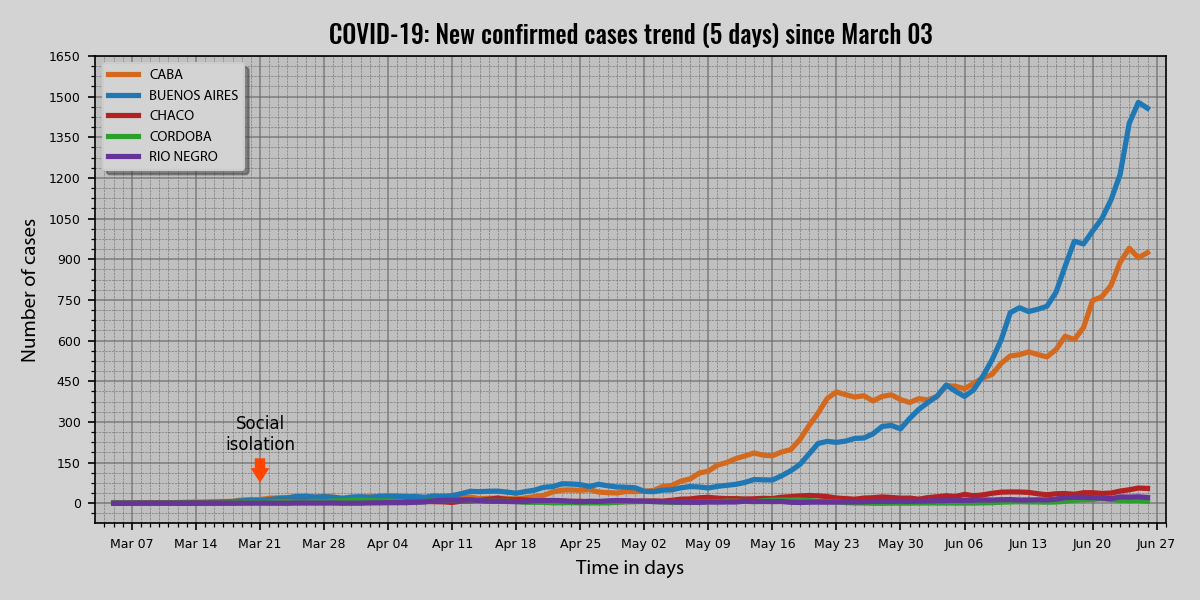 COVID-19: New confirmed cases trend (5 days) since March 03
1650
1500
1350
1200
1050
900
750
600
450
300
150
0
Number of cases
CABA
BUENOS AIRES
CHACO
CORDOBA
RIO NEGRO
Social
isolation
Mar 07 Mar 14 Mar 21 Mar 28 Apr 04 Apr 11 Apr 18 Apr 25 May 02 May 09 May 16 May 23 May 30 Jun 06 Jun 13 Jun 20 Jun 27
Time in days